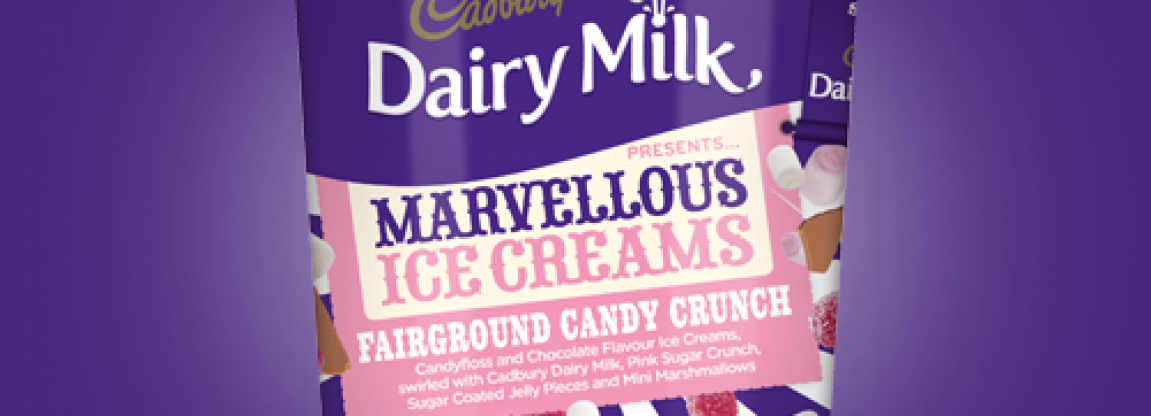 Cadbury
Dairy Milk
Dai
PRESENTS...
MARVELLOUS
ICE CREAMS
FAIRGROUND CANDY CRUNCH
Candyfloss and Chocolate Flavour Ice Creams,
swirled with Cadbury Dairy Milk, Pink Sugar Crunch,
Sugar Coated Jelly Pieces and Mini Marshmallows